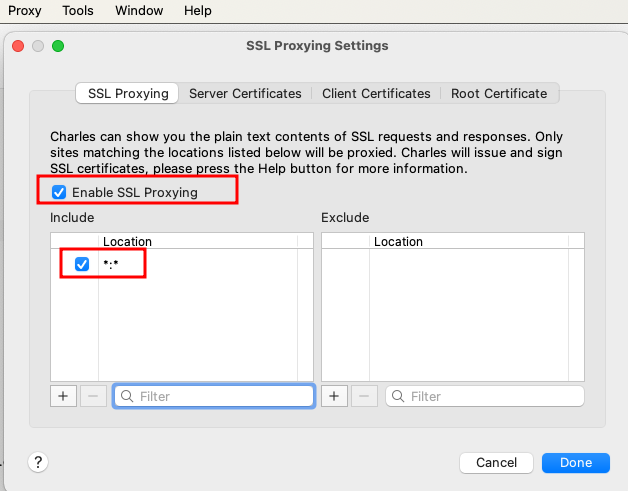 Proxy Tools Window Help
SSL Proxying Settings
SSL Proxying Server Certificates Client Certificates Root Certificate
Charles can show you the plain text contents of SSL requests and responses. Only
sites matching the locations listed below will be proxied. Charles will issue and sign
SSL certificates, please press the Help button for more information.
Enable SSL Proxying
Include Exclude
Location Location
*:*
+ − Filter + − Filter
? Cancel Done